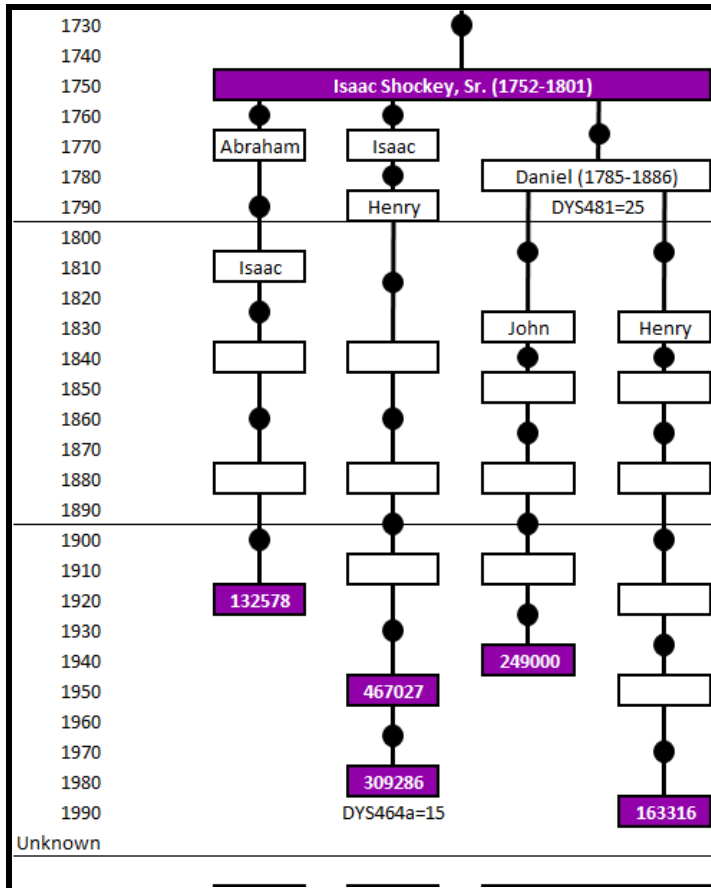 1730
1740
1750 Isaac Shockey, Sr. (1752-1801)
1760
1770 Abraham Isaac
1780 Daniel (1785-1886)
1790 Henry DYS481=25
1800
1810 Isaac
1820
1830 John Henry
1840
1850
1860
1870
1880
1890
1900
1910
1920 132578
1930
1940 249000
1950 467027
1960
1970
1980 309286
1990 DYS464a=15 163316
Unknown